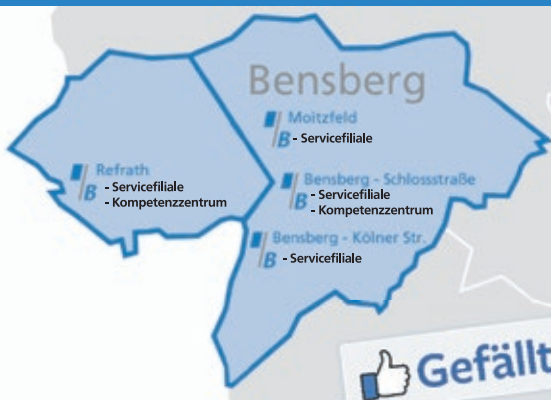 Bensberg
Moitzfeld
B - Servicefiliale
Refrath
B - Servicefiliale
- Kompetenzzentrum
Bensberg - Schlossstraße
B - Servicefiliale
- Kompetenzzentrum
Bensberg - Kölner Str.
B - Servicefiliale
Gefällt